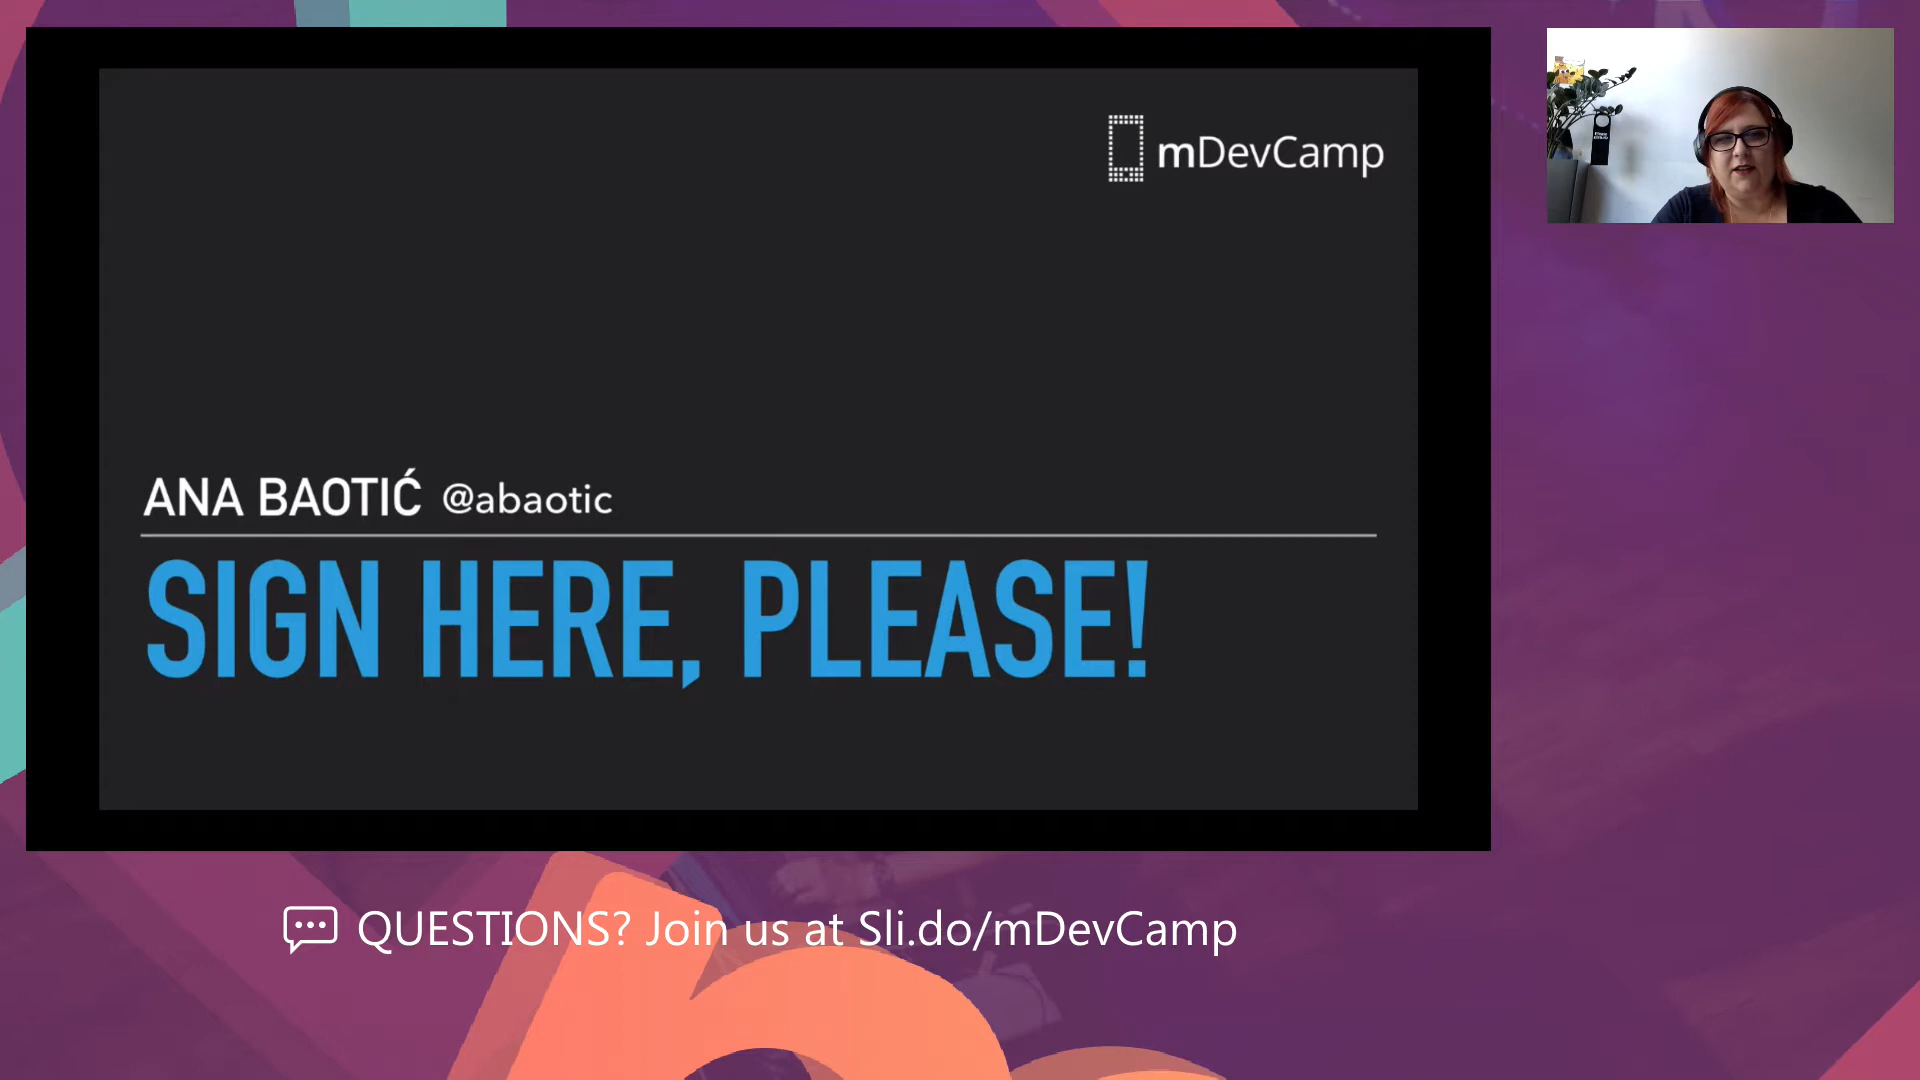 mDevCamp
ANA BAOTIĆ @abaotic
SIGN HERE, PLEASE!
QUESTIONS? Join us at Sli.do/mDevCamp